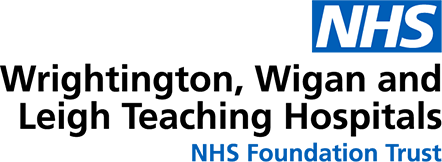 NHS
Wrightington, Wigan and
Leigh Teaching Hospitals
NHS Foundation Trust